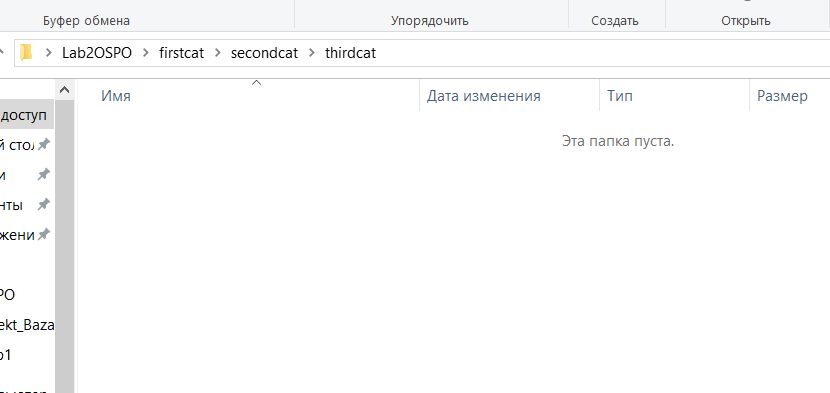 Буфер обмена Упорядочить Создать Открыть
Lab2OSPO firstcat secondcat thirdcat
Имя Дата изменения Тип Размер
доступ
Эта папка пуста.
й стол
и
нты
жени
РО
ekt_Baza
o1